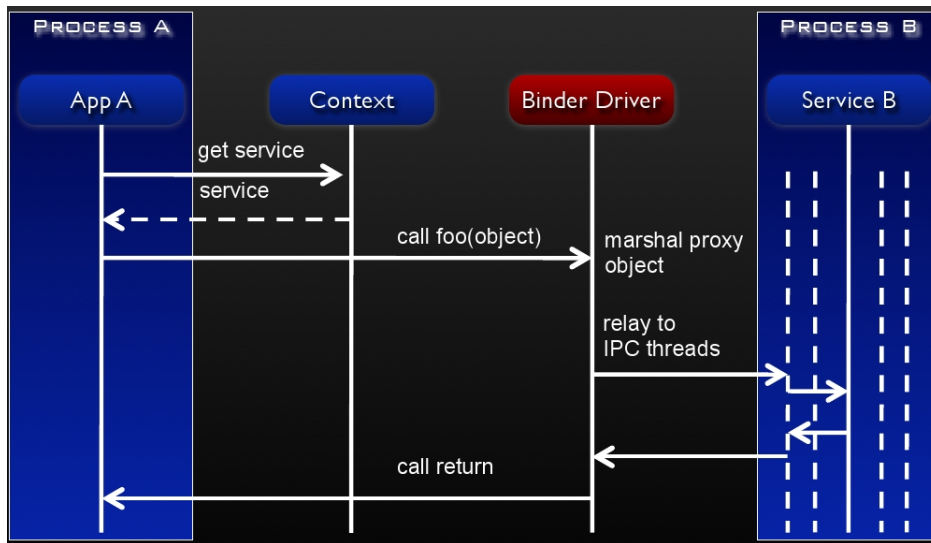 PROCESS A
PROCESS B
App A
Context
Binder Driver
Service B
get service
service
call foo(object)
marshal proxy
object
relay to
IPC threads
call return